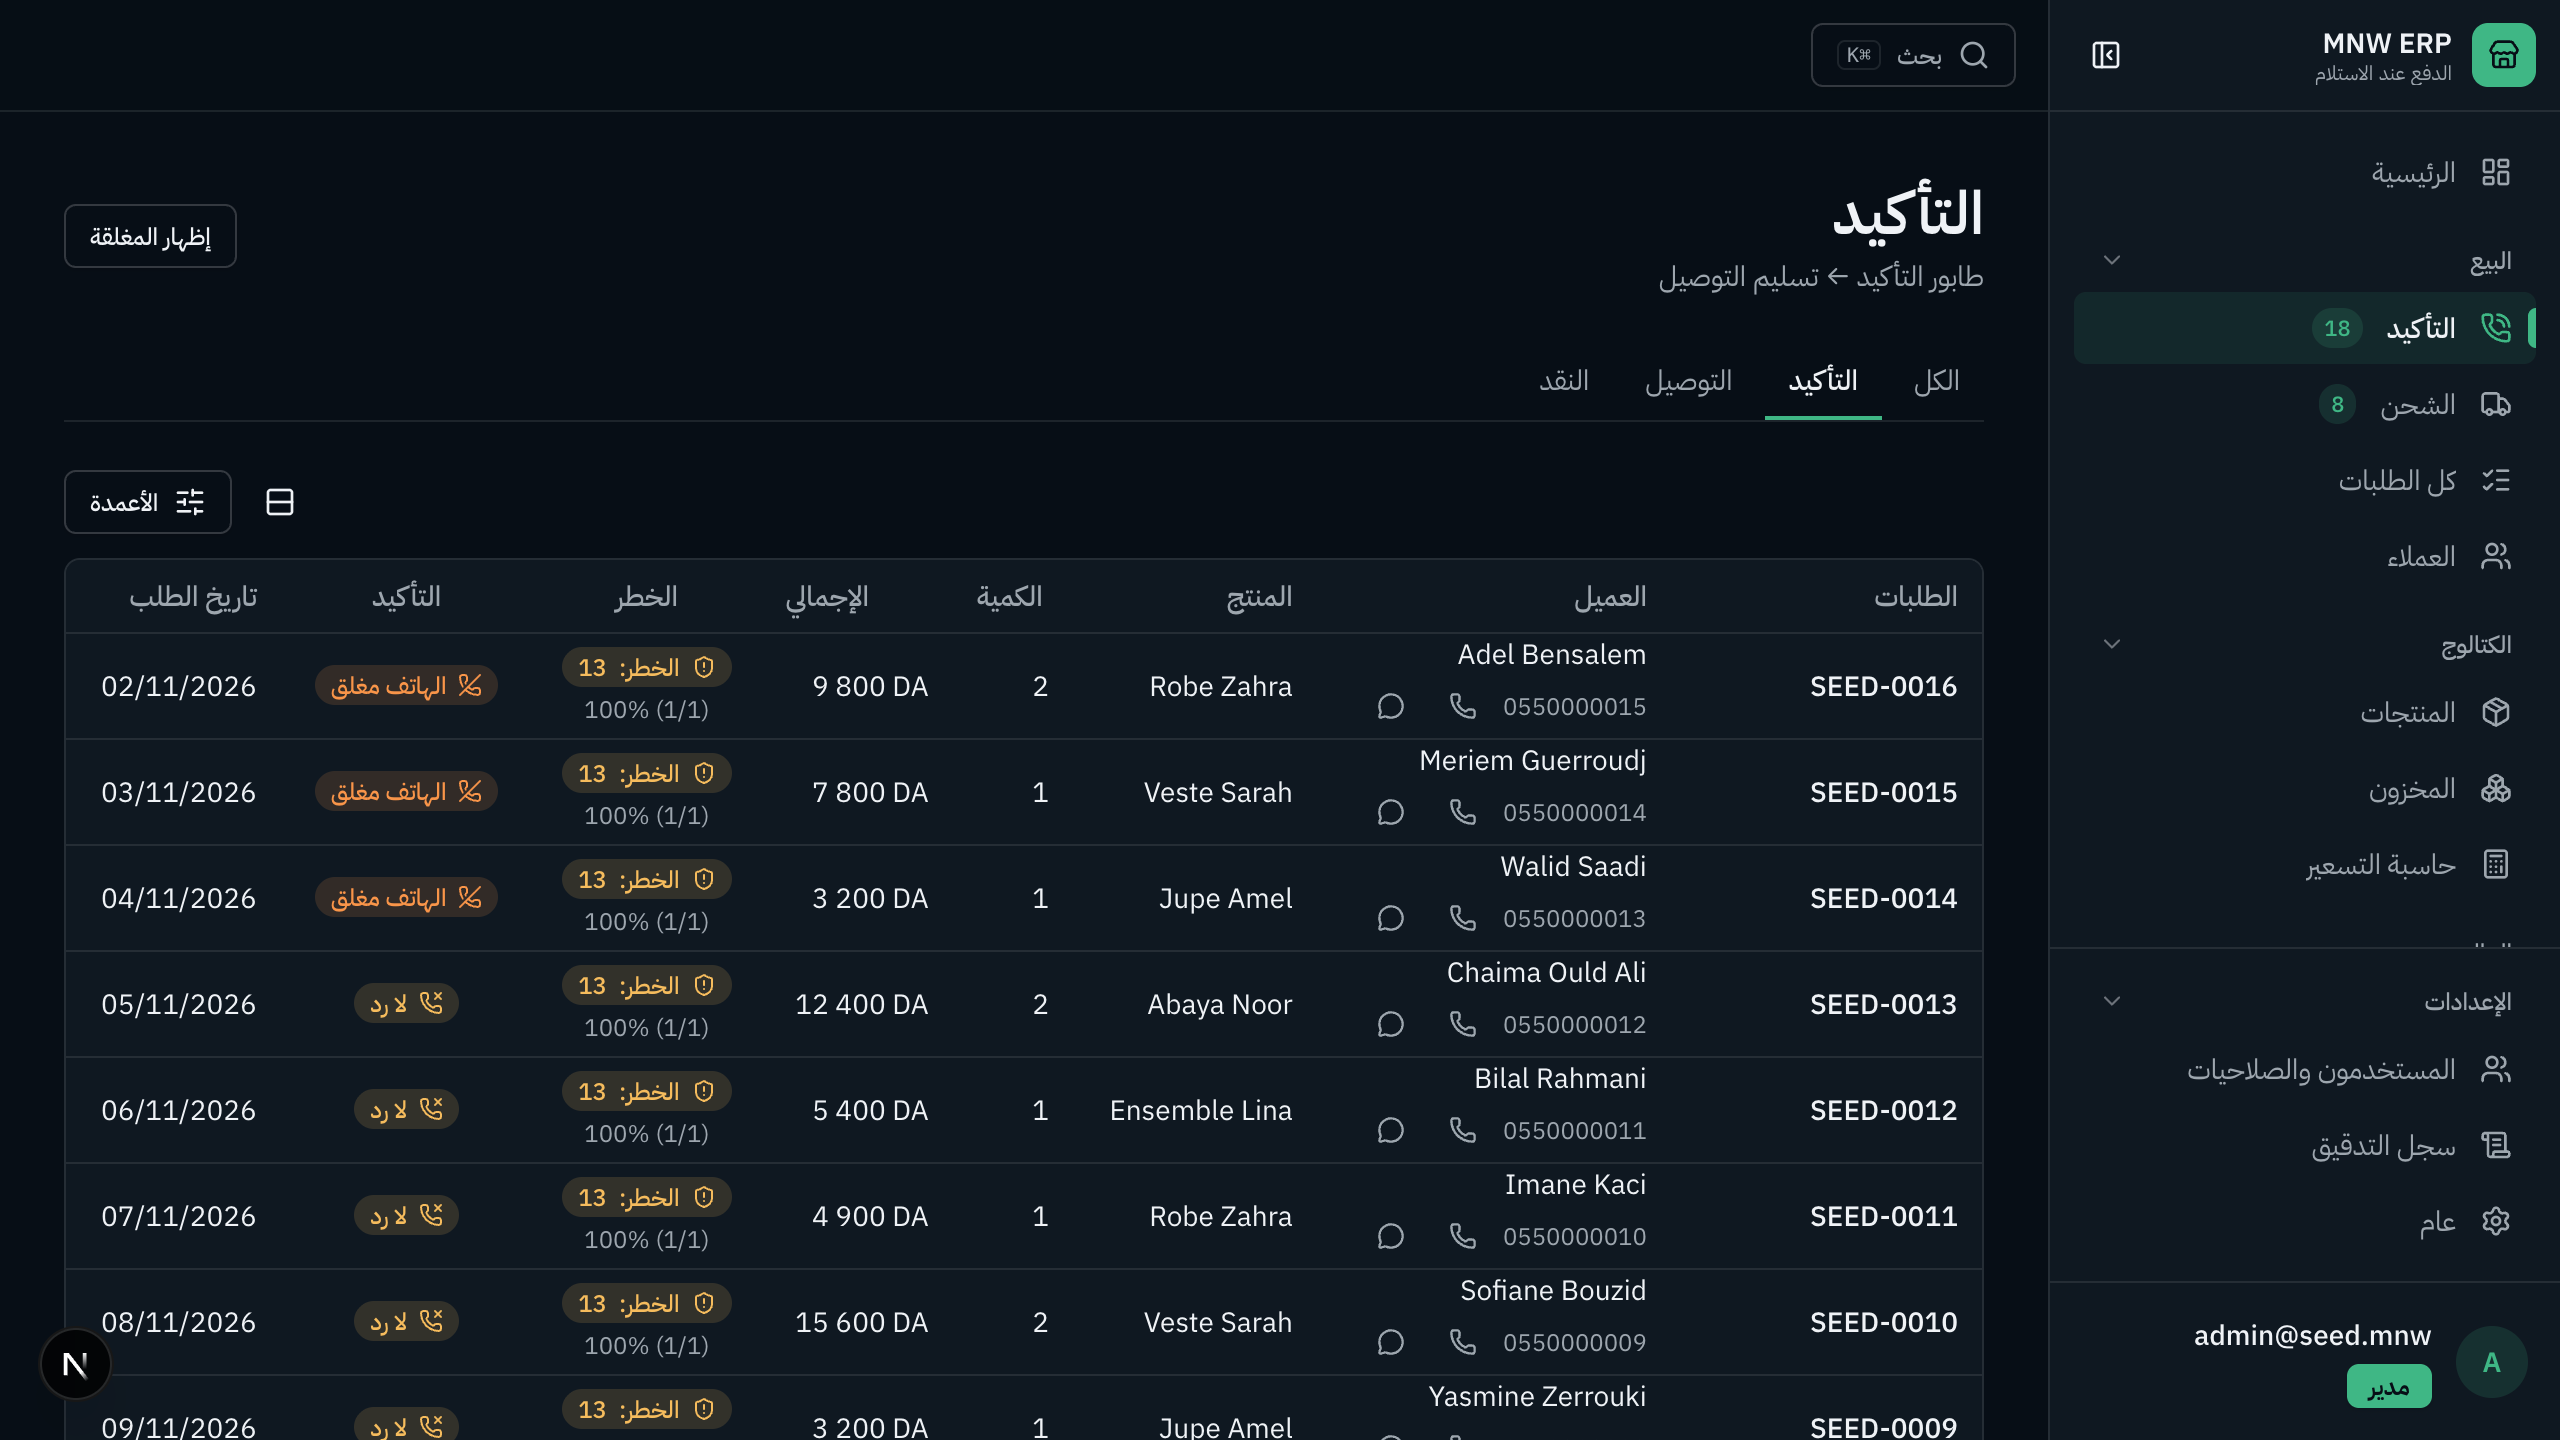 MNW ERP
الدفع عند الاستلام
الرئيسية
البيع
التأكيد 18
الشحن 8
كل الطلبات
العملاء
الكتالوج
المنتجات
المخزون
حاسبة التسعير
الإعدادات
المستخدمون والصلاحيات
سجل التدقيق
عام
admin@seed.mnw
A
مدير
بحث ⌘K
التأكيد
طابور التأكيد ← تسليم التوصيل
إظهار المغلقة
الكل التأكيد التوصيل النقد
الأعمدة
الطلبات العميل المنتج الكمية الإجمالي الخطر التأكيد تاريخ الطلب
SEED-0016 Adel Bensalem 0550000015 Robe Zahra 2 9 800 DA الخطر: 13 100% (1/1) الهاتف مغلق 02/11/2026
SEED-0015 Meriem Guerroudj 0550000014 Veste Sarah 1 7 800 DA الخطر: 13 100% (1/1) الهاتف مغلق 03/11/2026
SEED-0014 Walid Saadi 0550000013 Jupe Amel 1 3 200 DA الخطر: 13 100% (1/1) الهاتف مغلق 04/11/2026
SEED-0013 Chaima Ould Ali 0550000012 Abaya Noor 2 12 400 DA الخطر: 13 100% (1/1) لا رد 05/11/2026
SEED-0012 Bilal Rahmani 0550000011 Ensemble Lina 1 5 400 DA الخطر: 13 100% (1/1) لا رد 06/11/2026
SEED-0011 Imane Kaci 0550000010 Robe Zahra 1 4 900 DA الخطر: 13 100% (1/1) لا رد 07/11/2026
SEED-0010 Sofiane Bouzid 0550000009 Veste Sarah 2 15 600 DA الخطر: 13 100% (1/1) لا رد 08/11/2026
SEED-0009 Yasmine Zerrouki Jupe Amel 1 3 200 DA الخطر: 13 لا رد 09/11/2026
N